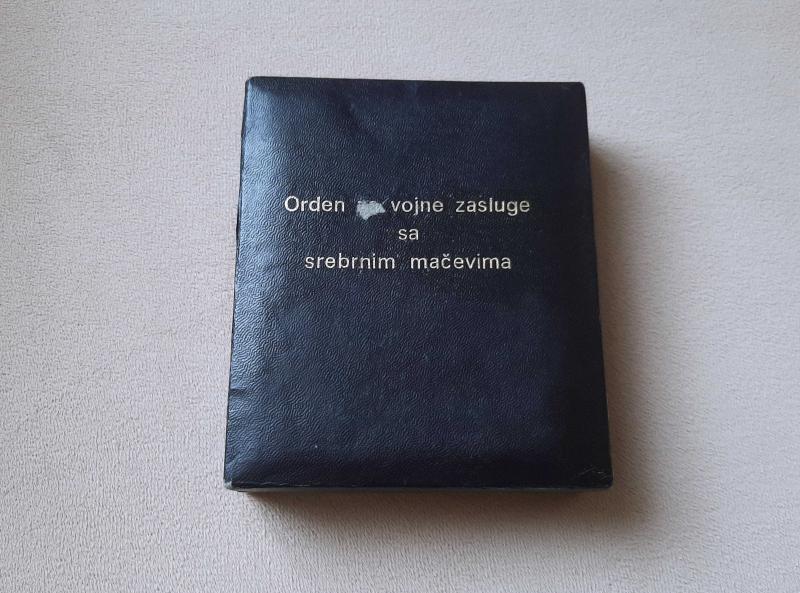 Orden vojne zasluge
sa
srebrnim mačevima